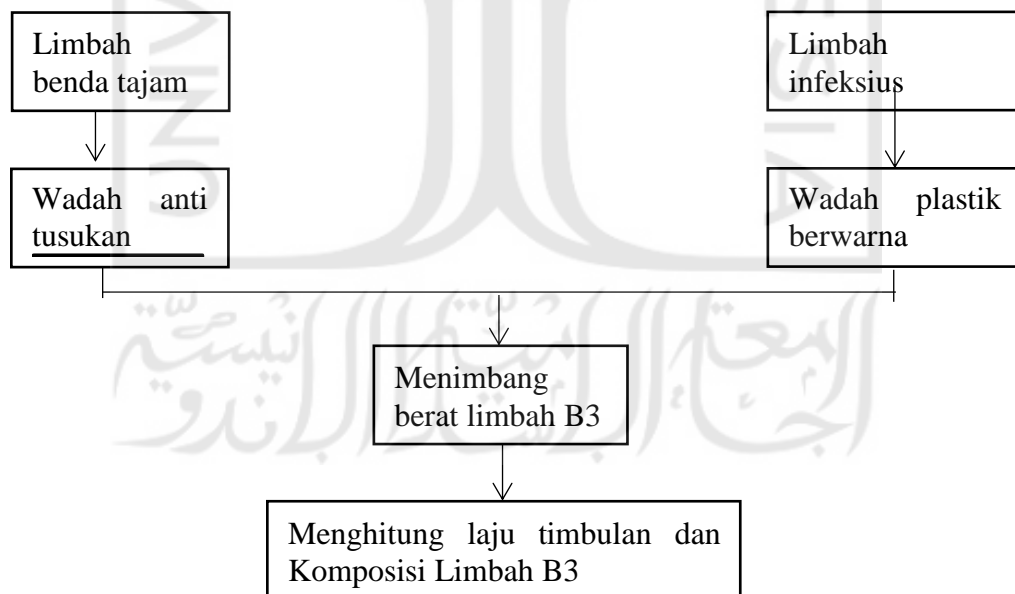 Limbah
benda tajam
Limbah
infeksius
Wadah anti
tusukan
Wadah plastik
berwarna
Menimbang
berat limbah B3
Menghitung laju timbulan dan
Komposisi Limbah B3